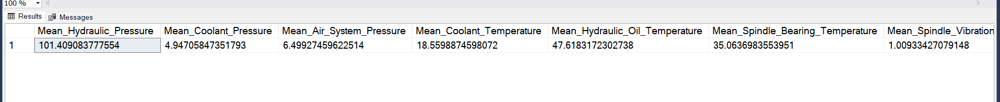 100 %
Results Messages
Mean_Hydraulic_Pressure Mean_Coolant_Pressure Mean_Air_System_Pressure Mean_Coolant_Temperature Mean_Hydraulic_Oil_Temperature Mean_Spindle_Bearing_Temperature Mean_Spindle_Vibration
1 101.409083777554 4.94705847351793 6.49927459622514 18.5598874598072 47.6183172302738 35.0636983553951 1.00933427079148